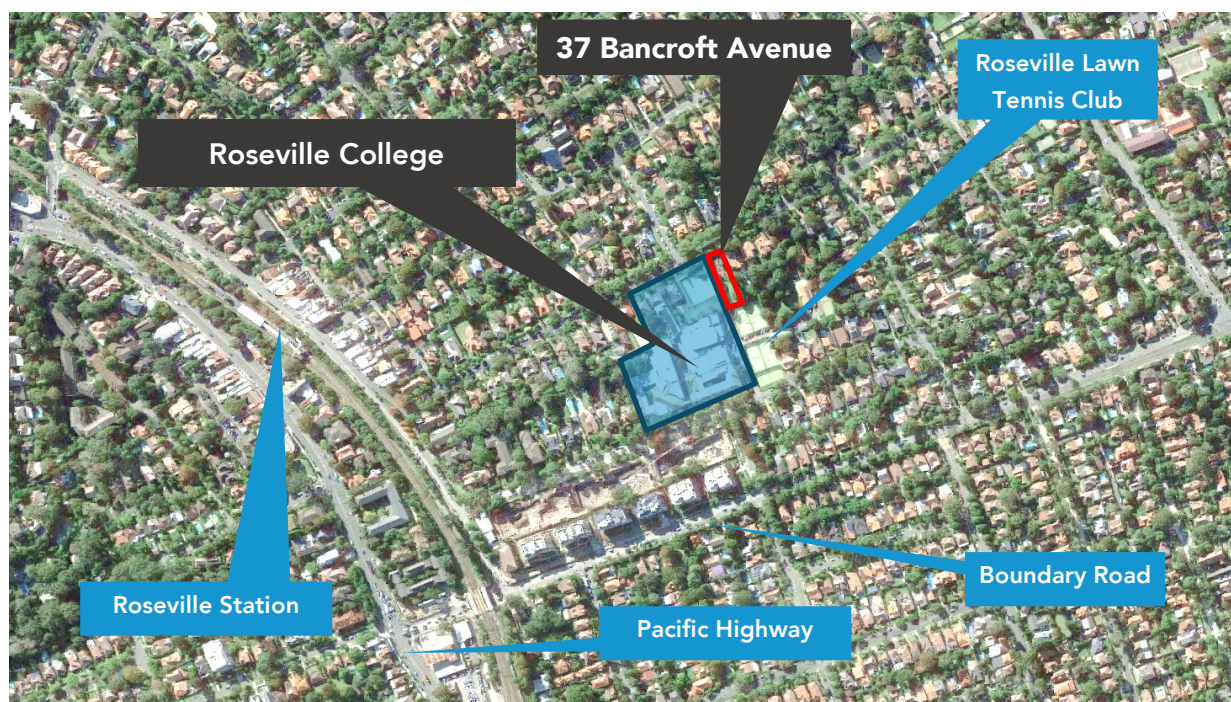 37 Bancroft Avenue
Roseville Lawn
Tennis Club
Roseville College
Roseville Station
Boundary Road
Pacific Highway